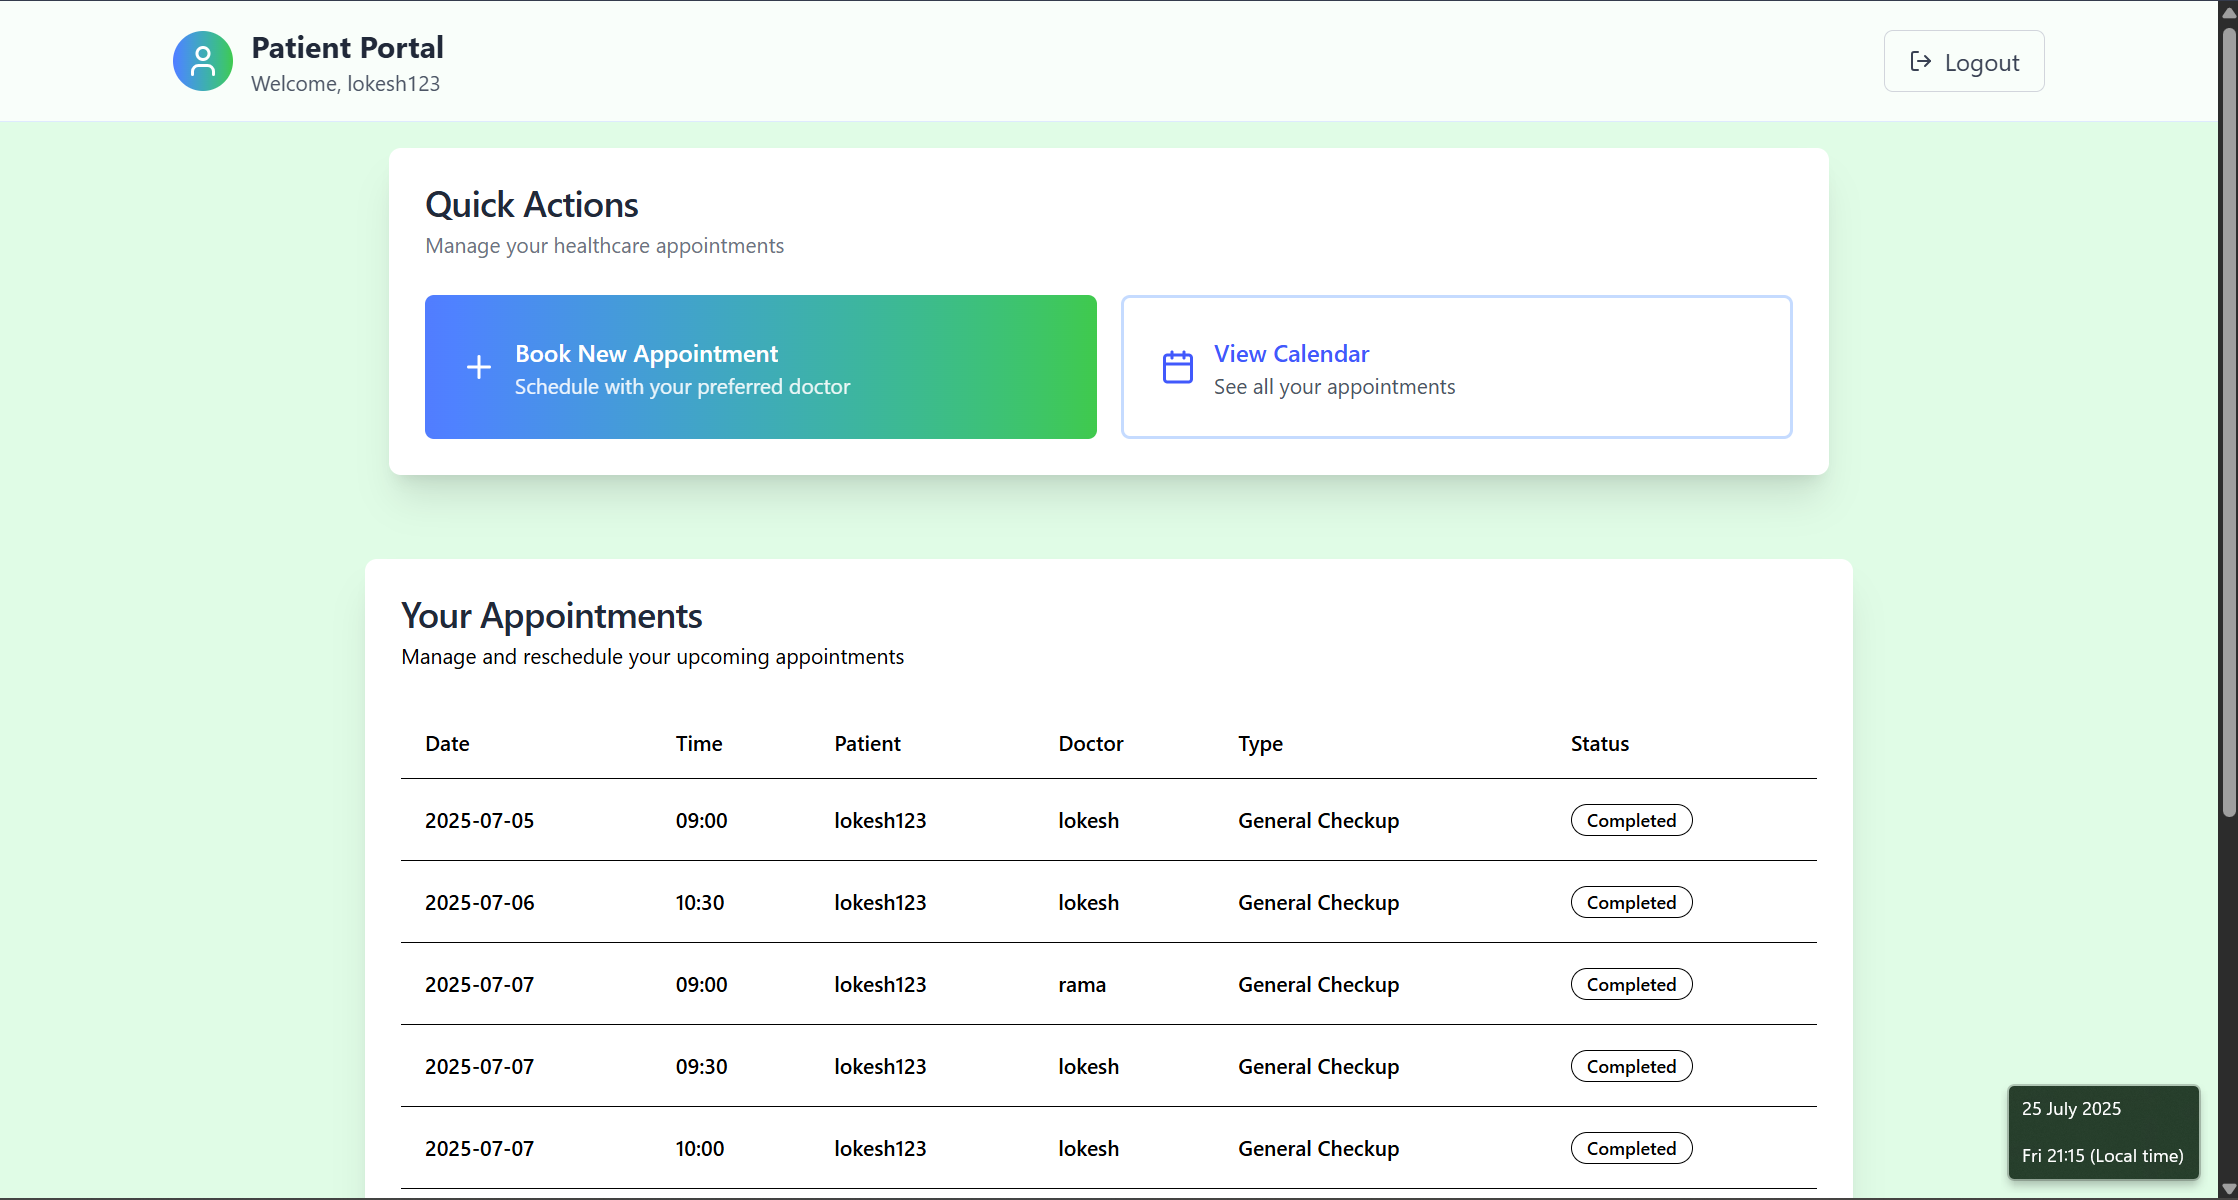 Patient Portal
Welcome, lokesh123
Logout
Quick Actions
Manage your healthcare appointments
Book New Appointment
Schedule with your preferred doctor
View Calendar
See all your appointments
Your Appointments
Manage and reschedule your upcoming appointments
Date Time Patient Doctor Type Status
2025-07-05 09:00 lokesh123 lokesh General Checkup Completed
2025-07-06 10:30 lokesh123 lokesh General Checkup Completed
2025-07-07 09:00 lokesh123 rama General Checkup Completed
2025-07-07 09:30 lokesh123 lokesh General Checkup Completed
2025-07-07 10:00 lokesh123 lokesh General Checkup Completed
25 July 2025
Fri 21:15 (Local time)